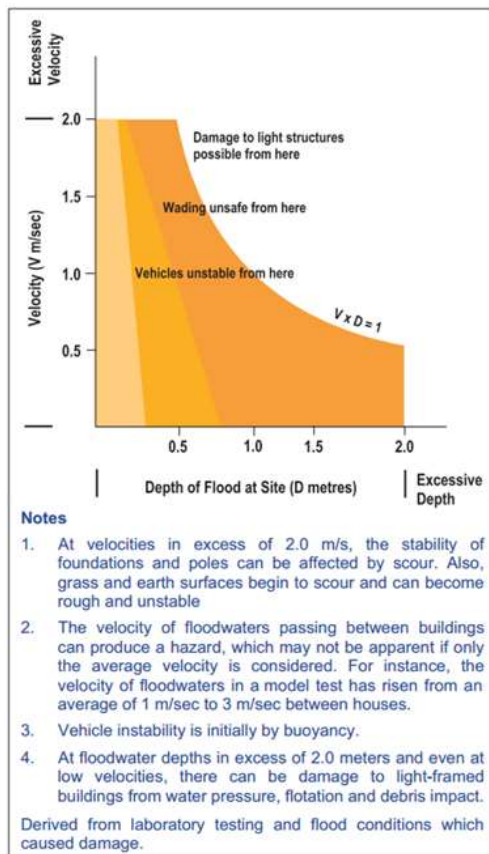 Excessive
Velocity
2.0
Damage to light structures
possible from here
1.5
Wading unsafe from here
Velocity (V m/sec)
1.0
Vehicles unstable from here
V x D = 1
0.5
0.5
1.0
1.5
2.0
Depth of Flood at Site (D metres)
Excessive
Depth
Notes
1. At velocities in excess of 2.0 m/s, the stability of
foundations and poles can be affected by scour. Also,
grass and earth surfaces begin to scour and can become
rough and unstable
2. The velocity of floodwaters passing between buildings
can produce a hazard, which may not be apparent if only
the average velocity is considered. For instance, the
velocity of floodwaters in a model test has risen from an
average of 1 m/sec to 3 m/sec between houses.
3. Vehicle instability is initially by buoyancy.
4. At floodwater depths in excess of 2.0 meters and even at
low velocities, there can be damage to light-framed
buildings from water pressure, flotation and debris impact.
Derived from laboratory testing and flood conditions which
caused damage.